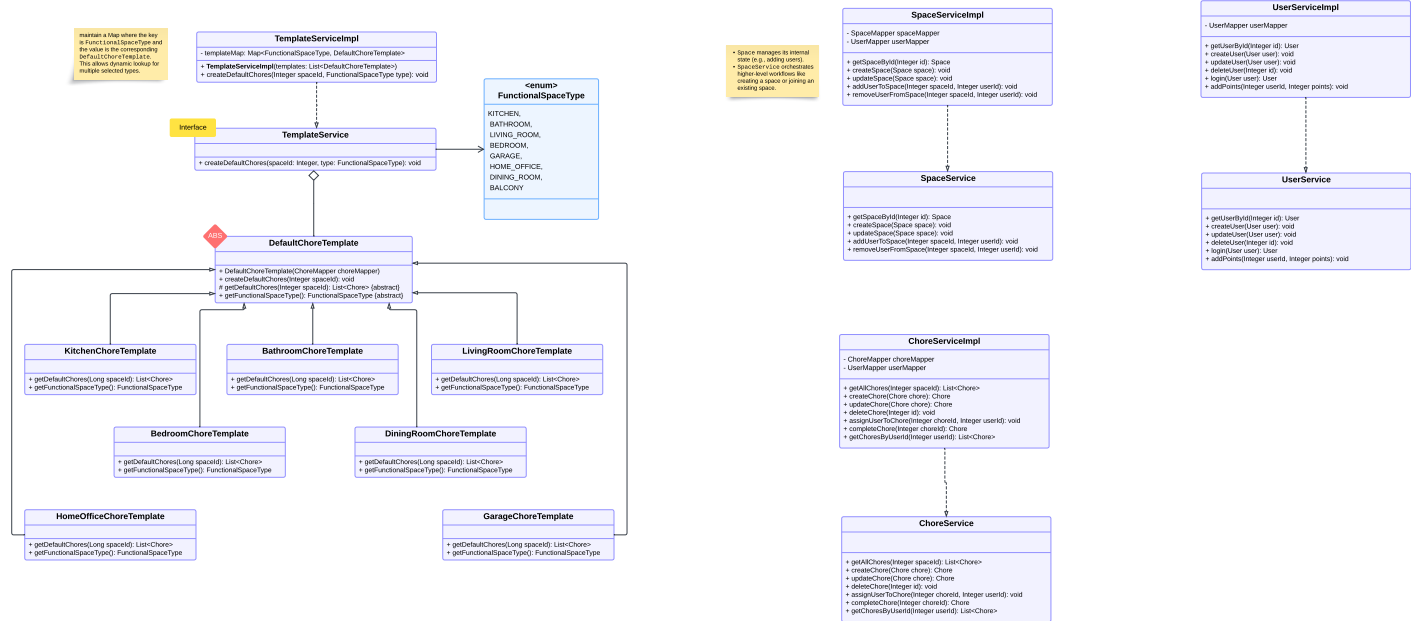 maintain a Map where the key
is FunctionalSpaceType and
the value is the corresponding
DefaultChoreTemplate.
This allows dynamic lookup for
multiple selected types.
TemplateServiceImpl
- templateMap: Map<FunctionalSpaceType, DefaultChoreTemplate>
+ TemplateServiceImpl(templates: List<DefaultChoreTemplate>)
+ createDefaultChores(Integer spaceId, FunctionalSpaceType type): void
Interface
TemplateService
+ createDefaultChores(spaceId: Integer, type: FunctionalSpaceType): void
<enum>
FunctionalSpaceType
KITCHEN,
BATHROOM,
LIVING_ROOM,
BEDROOM,
GARAGE,
HOME_OFFICE,
DINING_ROOM,
BALCONY
ABS
DefaultChoreTemplate
+ DefaultChoreTemplate(ChoreMapper choreMapper)
+ createDefaultChores(Integer spaceId): void
# getDefaultChores(Integer spaceId): List<Chore> {abstract}
+ getFunctionalSpaceType(): FunctionalSpaceType {abstract}
KitchenChoreTemplate
+ getDefaultChores(Long spaceId): List<Chore>
+ getFunctionalSpaceType(): FunctionalSpaceType
BathroomChoreTemplate
+ getDefaultChores(Long spaceId): List<Chore>
+ getFunctionalSpaceType(): FunctionalSpaceType
LivingRoomChoreTemplate
+ getDefaultChores(Long spaceId): List<Chore>
+ getFunctionalSpaceType(): FunctionalSpaceType
BedroomChoreTemplate
+ getDefaultChores(Long spaceId): List<Chore>
+ getFunctionalSpaceType(): FunctionalSpaceType
DiningRoomChoreTemplate
+ getDefaultChores(Long spaceId): List<Chore>
+ getFunctionalSpaceType(): FunctionalSpaceType
HomeOfficeChoreTemplate
+ getDefaultChores(Long spaceId): List<Chore>
+ getFunctionalSpaceType(): FunctionalSpaceType
GarageChoreTemplate
+ getDefaultChores(Long spaceId): List<Chore>
+ getFunctionalSpaceType(): FunctionalSpaceType
• Space manages its internal
state (e.g., adding users).
• SpaceService orchestrates
higher-level workflows like
creating a space or joining an
existing space.
SpaceServiceImpl
- SpaceMapper spaceMapper
- UserMapper userMapper
+ getSpaceById(Integer id): Space
+ createSpace(Space space): void
+ updateSpace(Space space): void
+ addUserToSpace(Integer spaceId, Integer userId): void
+ removeUserFromSpace(Integer spaceId, Integer userId): void
SpaceService
+ getSpaceById(Integer id): Space
+ createSpace(Space space): void
+ updateSpace(Space space): void
+ addUserToSpace(Integer spaceId, Integer userId): void
+ removeUserFromSpace(Integer spaceId, Integer userId): void
UserServiceImpl
- UserMapper userMapper
+ getUserById(Integer id): User
+ createUser(User user): void
+ updateUser(User user): void
+ deleteUser(Integer id): void
+ login(User user): User
+ addPoints(Integer userId, Integer points): void
UserService
+ getUserById(Integer id): User
+ createUser(User user): void
+ updateUser(User user): void
+ deleteUser(Integer id): void
+ login(User user): User
+ addPoints(Integer userId, Integer points): void
ChoreServiceImpl
- ChoreMapper choreMapper
- UserMapper userMapper
+ getAllChores(Integer spaceId): List<Chore>
+ createChore(Chore chore): Chore
+ updateChore(Chore chore): Chore
+ deleteChore(Integer id): void
+ assignUserToChore(Integer choreId, Integer userId): void
+ completeChore(Integer choreId): Chore
+ getChoresByUserId(Integer userId): List<Chore>
ChoreService
+ getAllChores(Integer spaceId): List<Chore>
+ createChore(Chore chore): Chore
+ updateChore(Chore chore): Chore
+ deleteChore(Integer id): void
+ assignUserToChore(Integer choreId, Integer userId): void
+ completeChore(Integer choreId): Chore
+ getChoresByUserId(Integer userId): List<Chore>